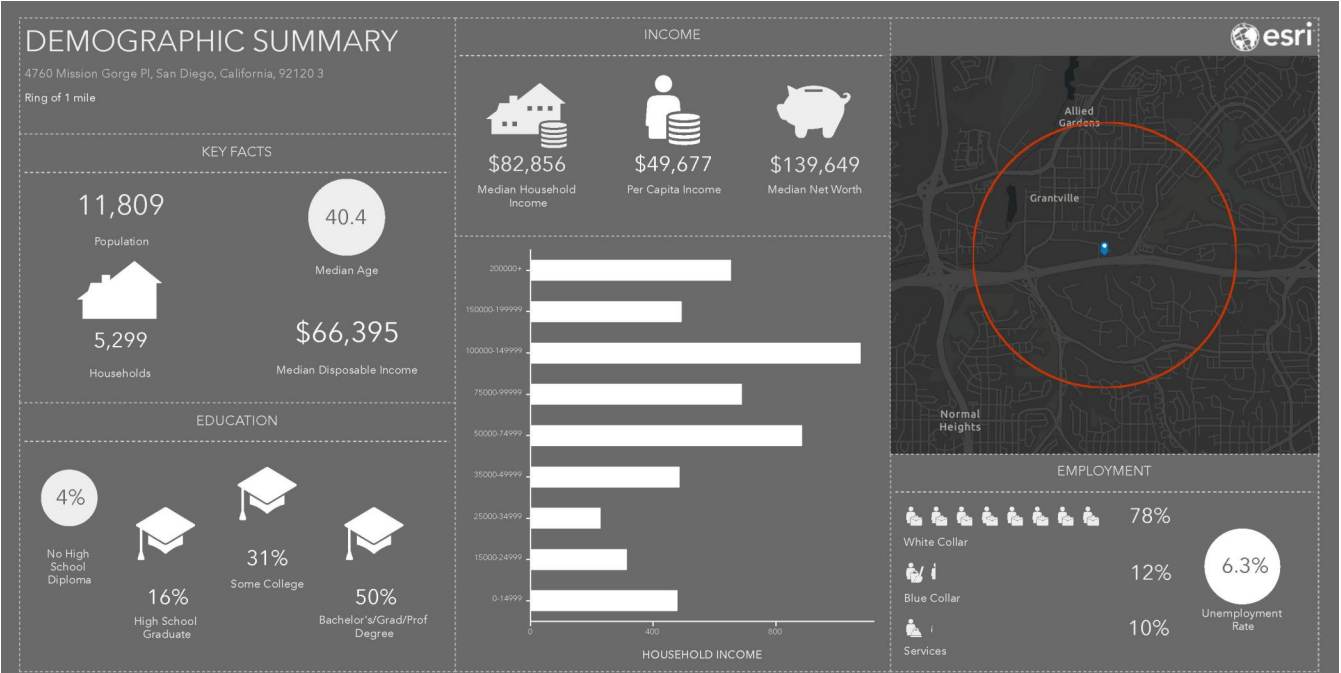 DEMOGRAPHIC SUMMARY
4760 Mission Gorge Pl, San Diego, California, 92120 3
Ring of 1 mile
KEY FACTS
11,809
Population
40.4
Median Age
5,299
Households
$66,395
Median Disposable Income
EDUCATION
4%
No High
School
Diploma
16%
High School
Graduate
31%
Some College
50%
Bachelor's/Grad/Prof
Degree
INCOME
$82,856
Median Household
Income
$49,677
Per Capita Income
$139,649
Median Net Worth
200000+
150000-199999
100000-149999
75000-99999
50000-74999
35000-49999
25000-34999
15000-24999
0-14999
0
400
800
HOUSEHOLD INCOME
esri
Allied
Gardens
Grantville
Normal
Heights
EMPLOYMENT
78%
White Collar
12%
Blue Collar
10%
Services
6.3%
Unemployment
Rate